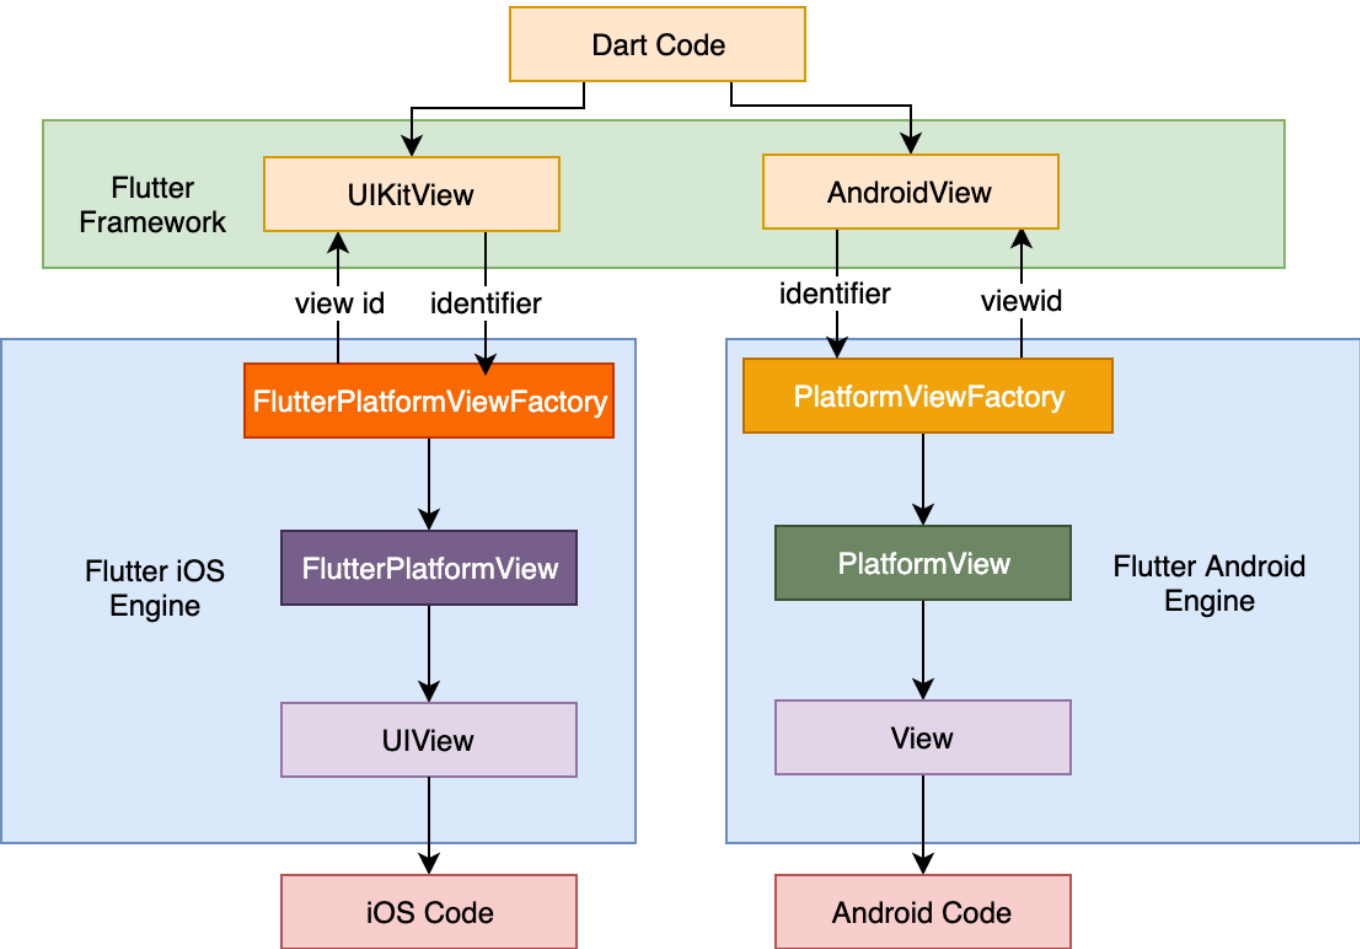 Dart Code
Flutter
Framework
UIKitView
AndroidView
view id
identifier
identifier
viewid
FlutterPlatformViewFactory
PlatformViewFactory
Flutter iOS
Engine
FlutterPlatformView
PlatformView
Flutter Android
Engine
UIView
View
iOS Code
Android Code